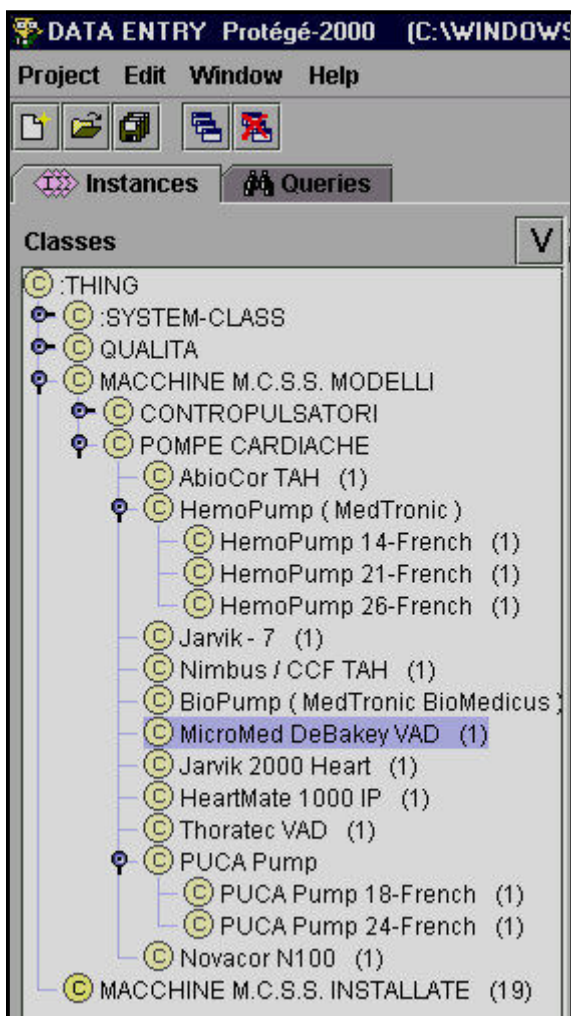 DATA ENTRY Protégé-2000 (C:\WINDOWS
Project Edit Window Help
Instances Queries
Classes V
C :THING
C :SYSTEM-CLASS
C QUALITA
C MACCHINE M.C.S.S. MODELLI
C CONTROPULSATORI
C POMPE CARDIACHE
C AbioCor TAH (1)
C HemoPump ( MedTronic )
C HemoPump 14-French (1)
C HemoPump 21-French (1)
C HemoPump 26-French (1)
C Jarvik - 7 (1)
C Nimbus / CCF TAH (1)
C BioPump ( MedTronic BioMedicus )
C MicroMed DeBakey VAD (1)
C Jarvik 2000 Heart (1)
C HeartMate 1000 IP (1)
C Thoratec VAD (1)
C PUCA Pump
C PUCA Pump 18-French (1)
C PUCA Pump 24-French (1)
C Novacor N100 (1)
C MACCHINE M.C.S.S. INSTALLATE (19)